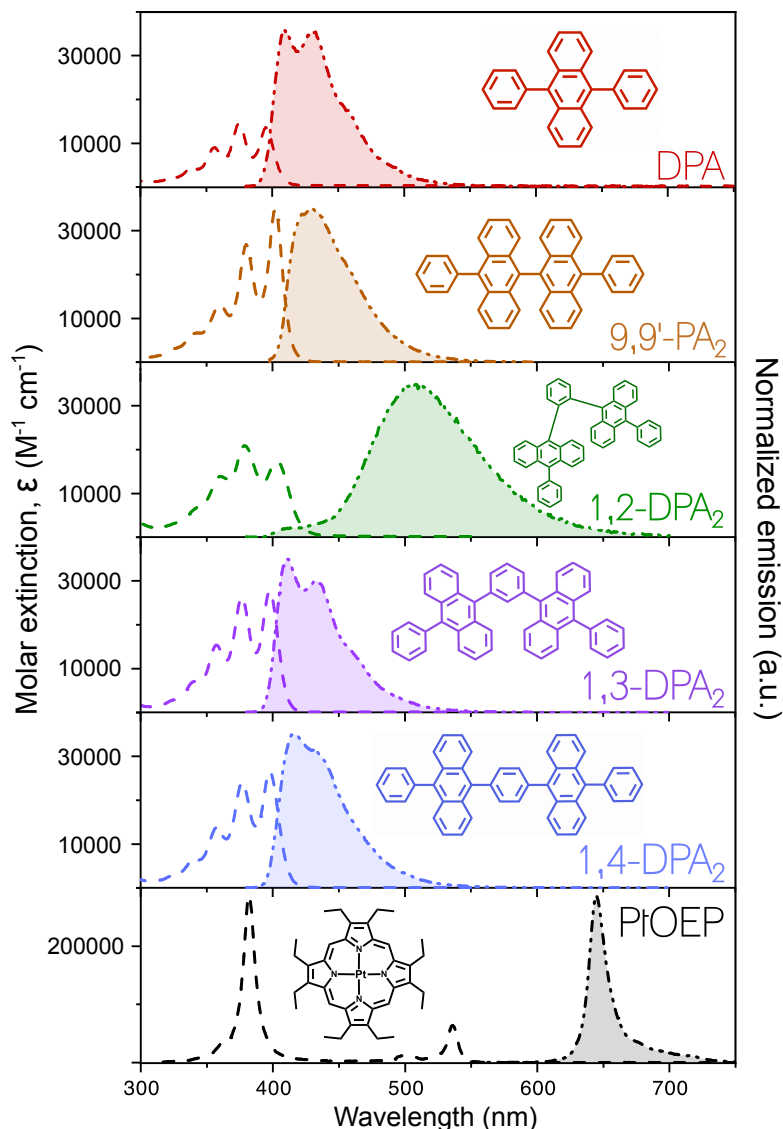 Molar extinction, ε (M⁻¹ cm⁻¹)
Normalized emission (a.u.)
30000
10000
DPA
30000
10000
9,9'-PA₂
30000
10000
1,2-DPA₂
30000
10000
1,3-DPA₂
30000
10000
1,4-DPA₂
200000
N
N Pt N
N
PtOEP
300 400 500 600 700
Wavelength (nm)